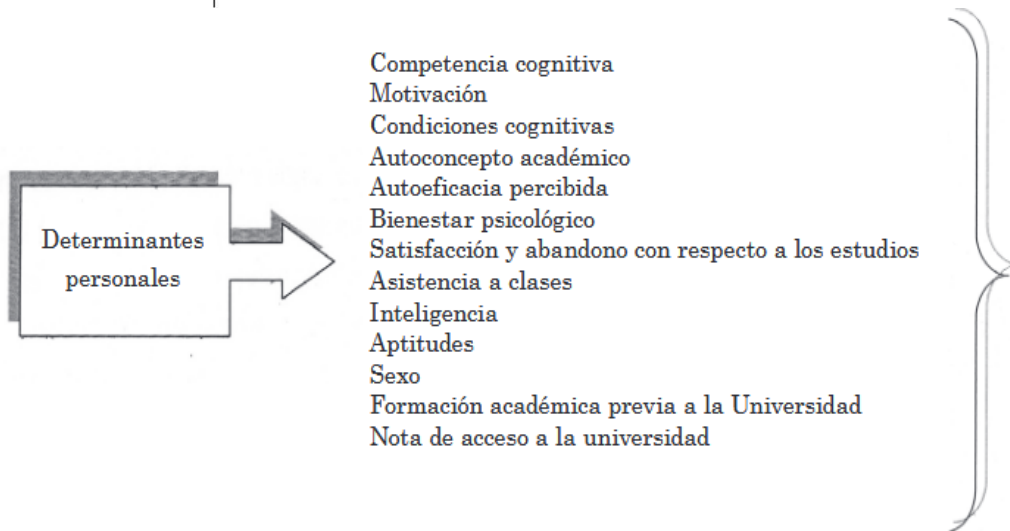 Competencia cognitiva
Motivación
Condiciones cognitivas
Autoconcepto académico
Autoeficacia percibida
Bienestar psicológico
Determinantes
personales
Satisfacción y abandono con respecto a los estudios
Asistencia a clases
Inteligencia
Aptitudes
Sexo
Formación académica previa a la Universidad
Nota de acceso a la universidad